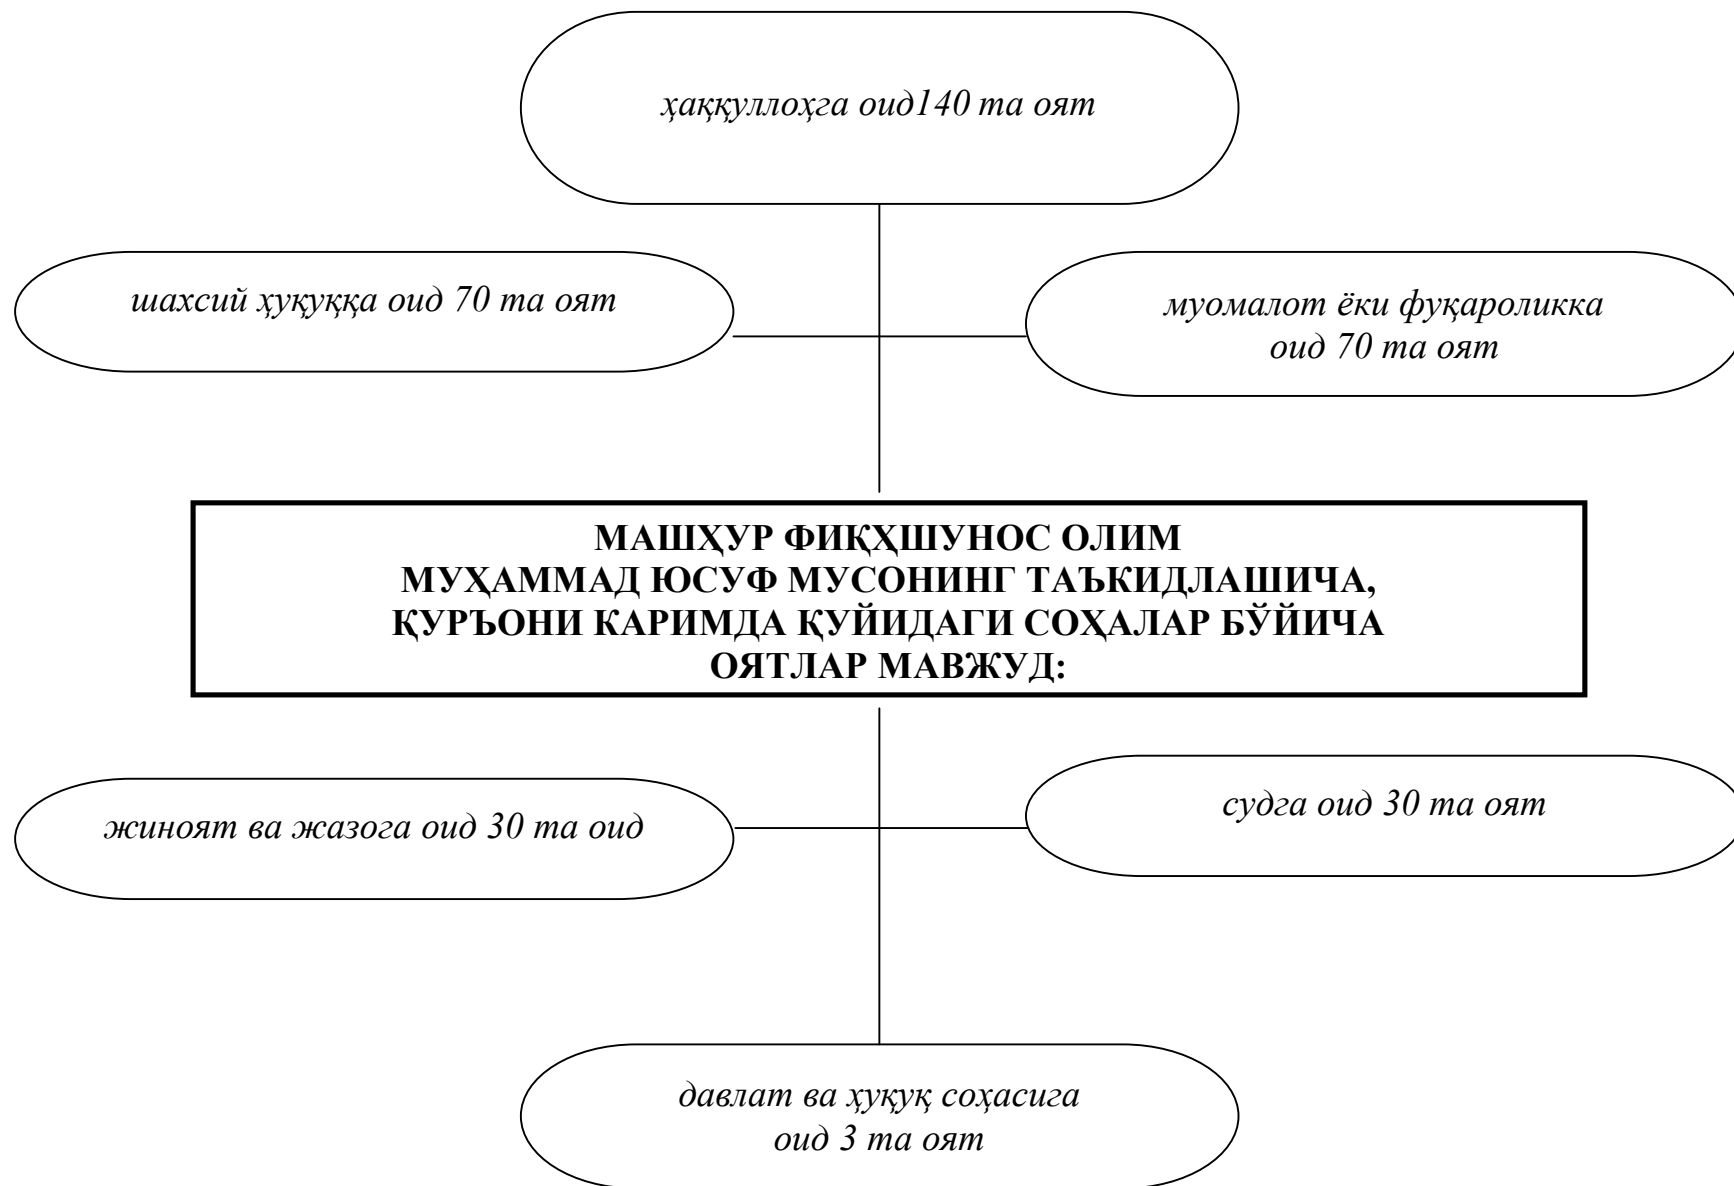 ҳаққуллоҳга оид140 та оят
шахсий ҳуқуққа оид 70 та оят
муомалот ёки фуқароликка
оид 70 та оят
МАШҲУР ФИҚҲШУНОС ОЛИМ
МУҲАММАД ЮСУФ МУСОНИНГ ТАЪКИДЛАШИЧА,
ҚУРЪОНИ КАРИМДА ҚУЙИДАГИ СОҲАЛАР БЎЙИЧА
ОЯТЛАР МАВЖУД:
жиноят ва жазога оид 30 та оид
судга оид 30 та оят
давлат ва ҳуқуқ соҳасига
оид 3 та оят